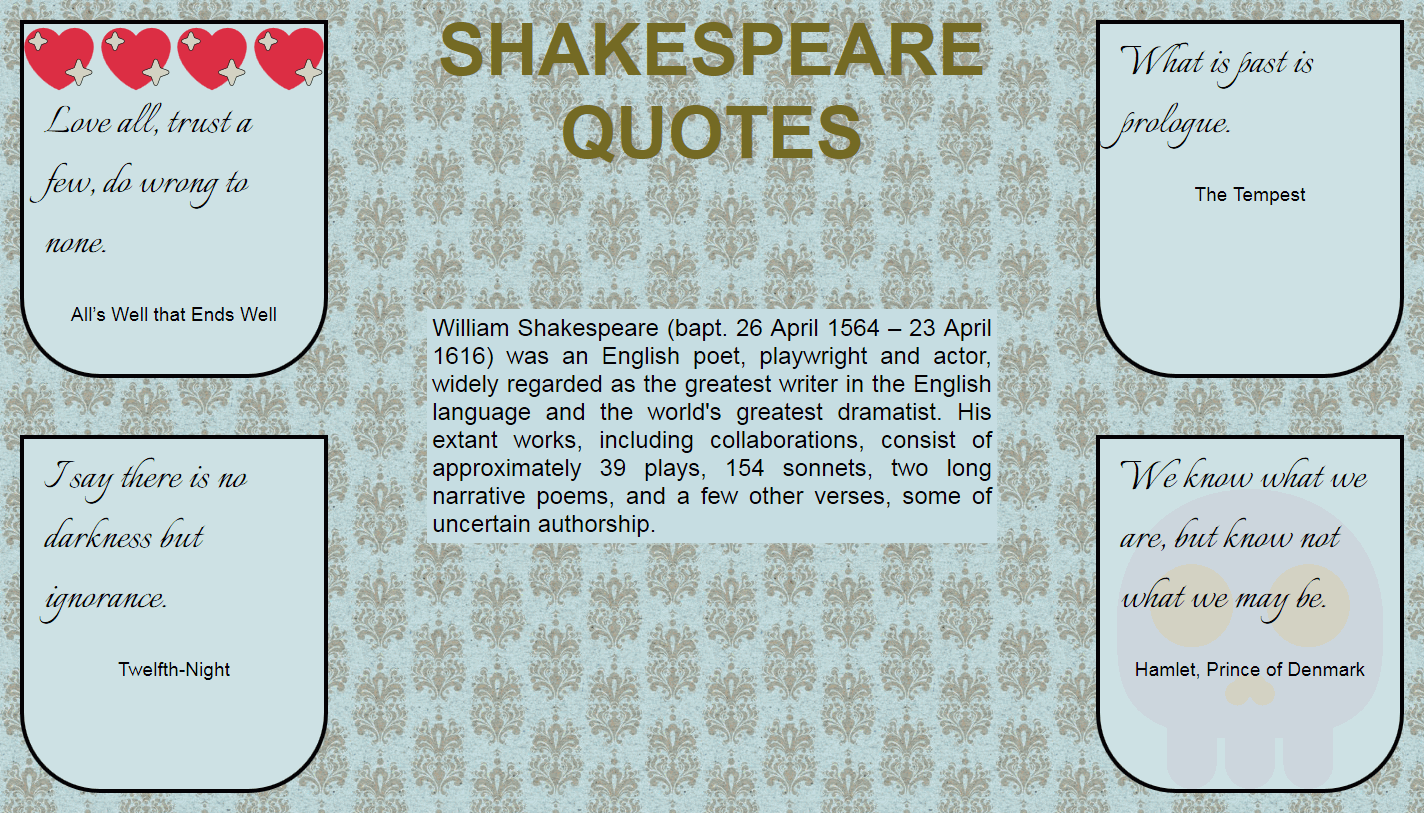 SHAKESPEARE
QUOTES
Love all, trust a
few, do wrong to
none.
All’s Well that Ends Well
What is past is
prologue.
The Tempest
William Shakespeare (bapt. 26 April 1564 – 23 April
1616) was an English poet, playwright and actor,
widely regarded as the greatest writer in the English
language and the world's greatest dramatist. His
extant works, including collaborations, consist of
approximately 39 plays, 154 sonnets, two long
narrative poems, and a few other verses, some of
uncertain authorship.
I say there is no
darkness but
ignorance.
Twelfth-Night
We know what we
are, but know not
what we may be.
Hamlet, Prince of Denmark